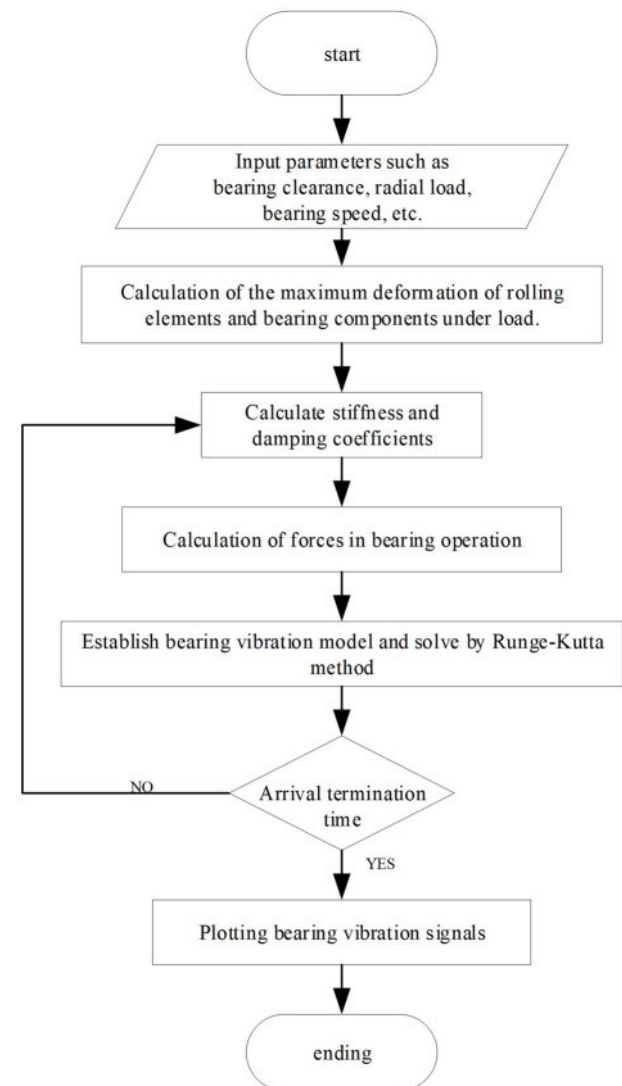 start
Input parameters such as
bearing clearance, radial load,
bearing speed, etc.
Calculation of the maximum deformation of rolling
elements and bearing components under load.
Calculate stiffness and
damping coefficients
Calculation of forces in bearing operation
Establish bearing vibration model and solve by Runge-Kutta
method
NO
Arrival termination
time
YES
Plotting bearing vibration signals
ending